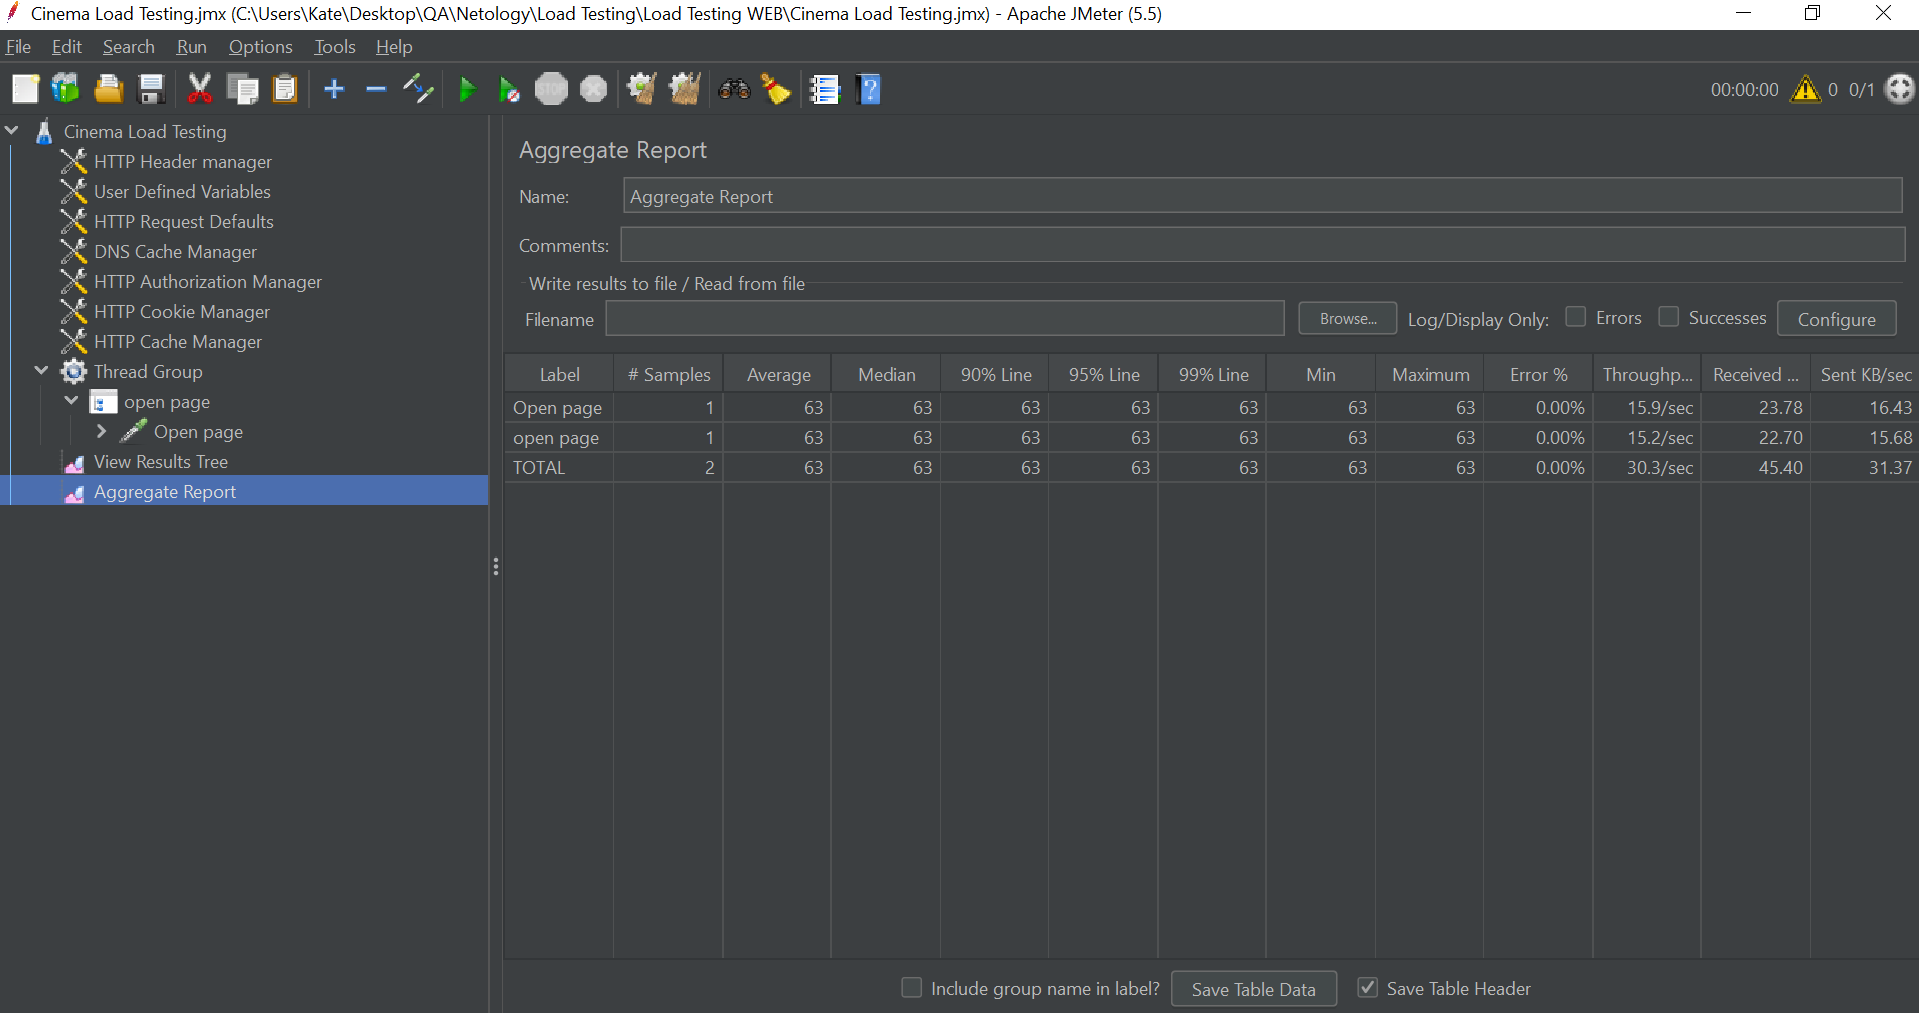 Cinema Load Testing.jmx (C:\Users\Kate\Desktop\QA\Netology\Load Testing\Load Testing WEB\Cinema Load Testing.jmx) - Apache JMeter (5.5)
File Edit Search Run Options Tools Help
STOP 00:00:00 0 0/1
Cinema Load Testing
HTTP Header manager
User Defined Variables
HTTP Request Defaults
DNS Cache Manager
HTTP Authorization Manager
HTTP Cookie Manager
HTTP Cache Manager
Thread Group
open page
Open page
View Results Tree
Aggregate Report
Aggregate Report
Name: Aggregate Report
Comments:
Write results to file / Read from file
Filename Browse... Log/Display Only: Errors Successes Configure
Label # Samples Average Median 90% Line 95% Line 99% Line Min Maximum Error % Throughp... Received ... Sent KB/sec
Open page 1 63 63 63 63 63 63 63 0.00% 15.9/sec 23.78 16.43
open page 1 63 63 63 63 63 63 63 0.00% 15.2/sec 22.70 15.68
TOTAL 2 63 63 63 63 63 63 63 0.00% 30.3/sec 45.40 31.37
Include group name in label? Save Table Data Save Table Header